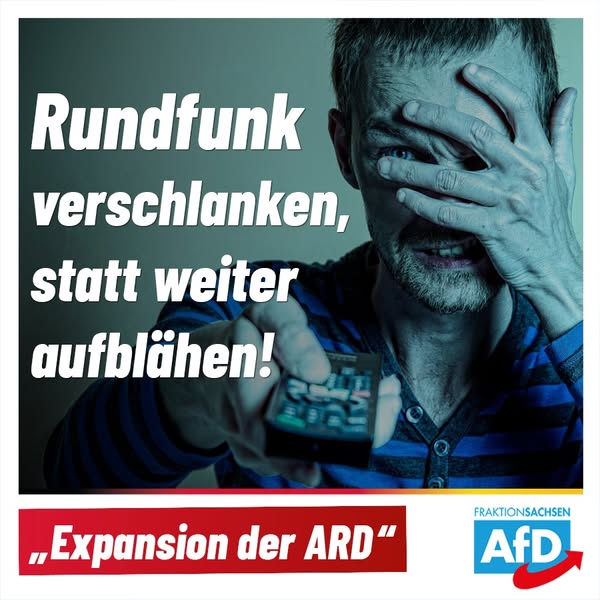 Rundfunk
verschlanken,
statt weiter
aufblähen!
„Expansion der ARD“
FRAKTIONSACHSEN
AfD